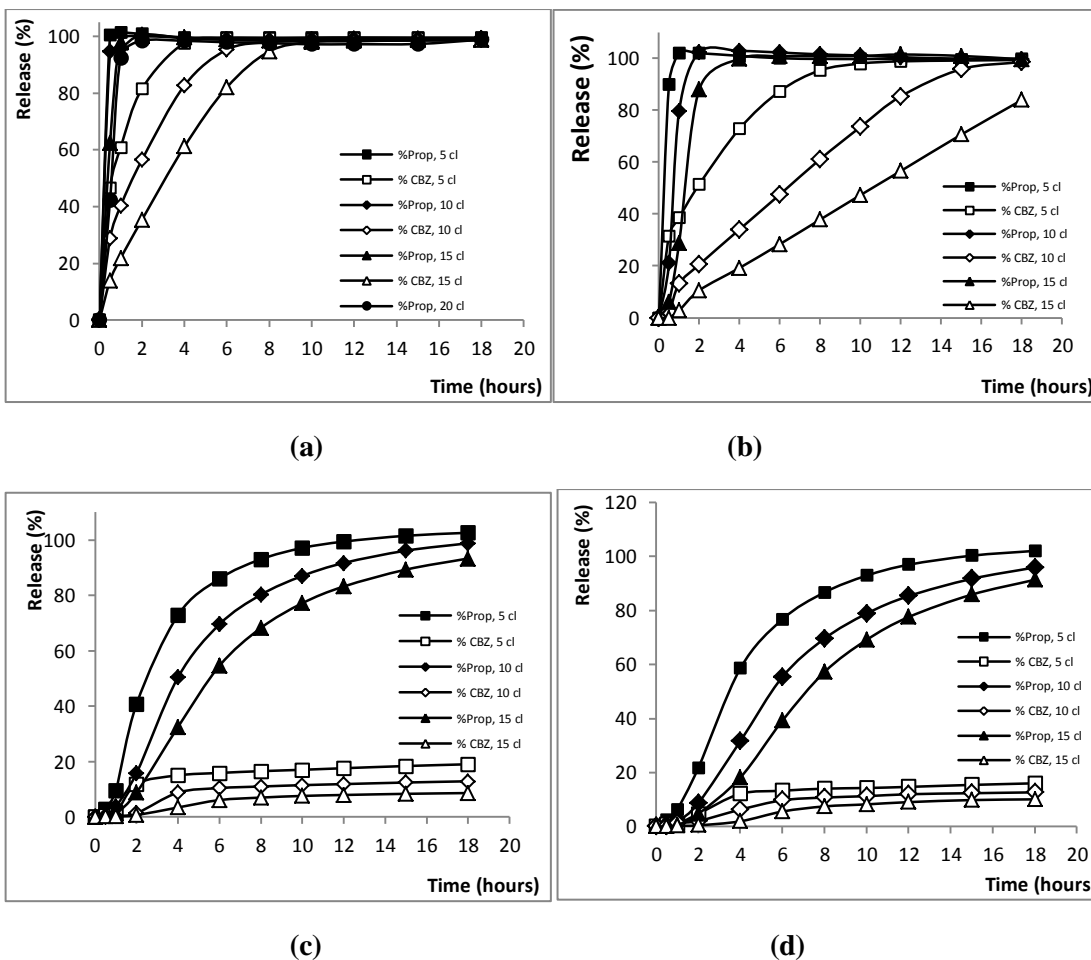 Release (%)
100
80
60
40
20
0
%Prop, 5 cl
% CBZ, 5 cl
%Prop, 10 cl
% CBZ, 10 cl
%Prop, 15 cl
% CBZ, 15 cl
%Prop, 20 cl
0 2 4 6 8 10 12 14 16 18 20
Time (hours)
(a)
Release (%)
100
80
60
40
20
0
%Prop, 5 cl
% CBZ, 5 cl
%Prop, 10 cl
% CBZ, 10 cl
%Prop, 15 cl
% CBZ, 15 cl
0 2 4 6 8 10 12 14 16 18 20
Time (hours)
(b)
Release (%)
100
80
60
40
20
0
%Prop, 5 cl
% CBZ, 5 cl
%Prop, 10 cl
% CBZ, 10 cl
%Prop, 15 cl
% CBZ, 15 cl
0 2 4 6 8 10 12 14 16 18 20
Time (hours)
(c)
Release (%)
120
100
80
60
40
20
0
%Prop, 5 cl
% CBZ, 5 cl
%Prop, 10 cl
% CBZ, 10 cl
%Prop, 15 cl
% CBZ, 15 cl
0 2 4 6 8 10 12 14 16 18 20
Time (hours)
(d)